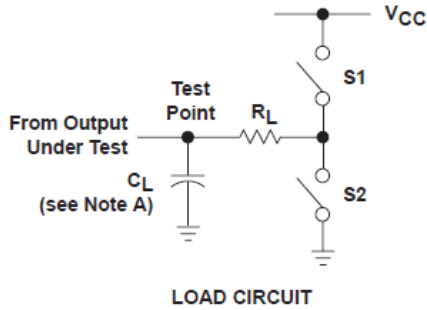 VCC
S1
Test
Point
RL
From Output
Under Test
CL
(see Note A)
S2
LOAD CIRCUIT